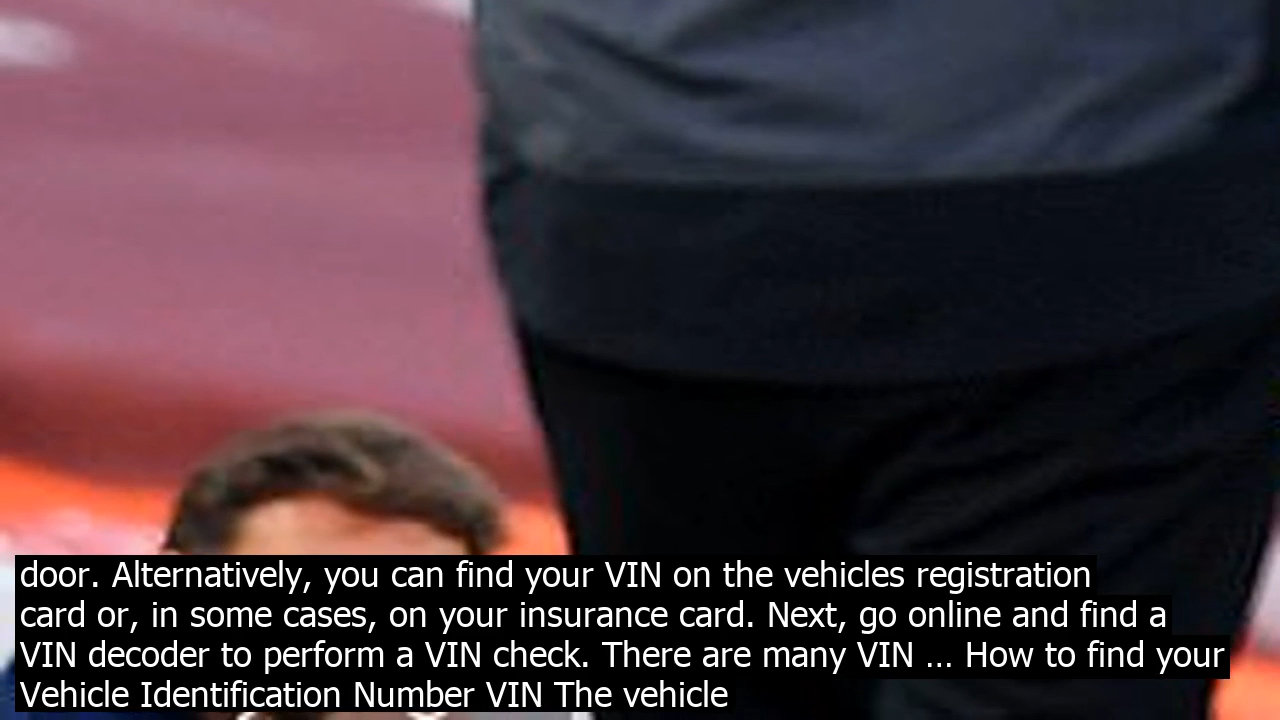 door. Alternatively, you can find your VIN on the vehicles registration
card or, in some cases, on your insurance card. Next, go online and find a
VIN decoder to perform a VIN check. There are many VIN ... How to find your
Vehicle Identification Number VIN The vehicle